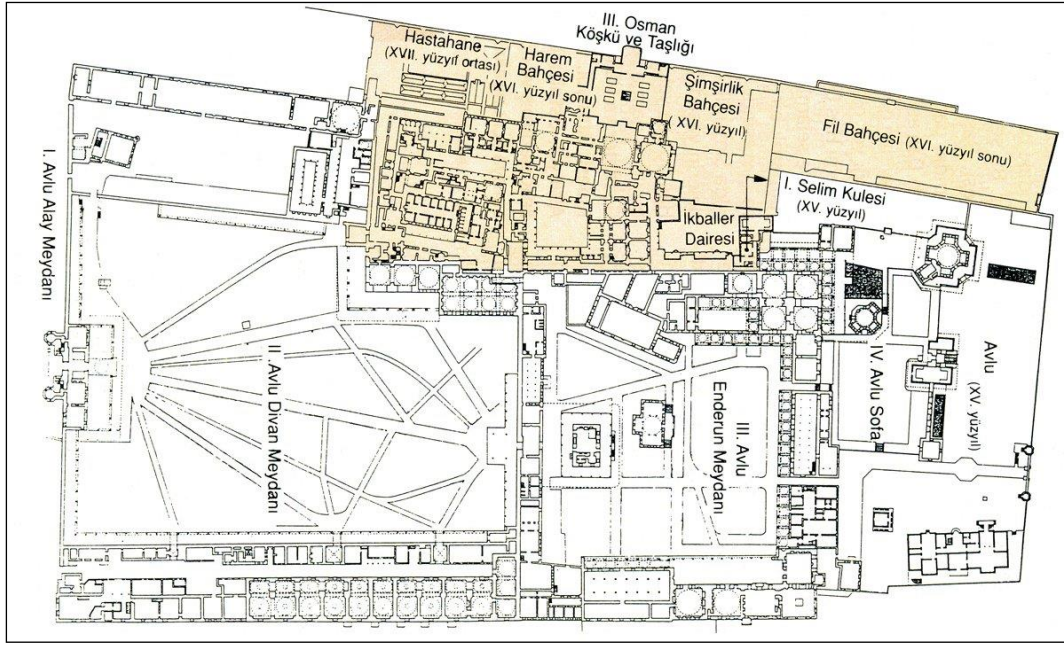 III. Osman
Köşkü ve Taşlığı
Hastahane
(XVII. yüzyıl ortası)
Harem
Bahçesi
(XVI. yüzyıl sonu)
Şimşirlik
Bahçesi
(XVI. yüzyıl)
Fil Bahçesi (XVI. yüzyıl sonu)
I. Selim Kulesi
(XV. yüzyıl)
İkballer
Dairesi
I. Avlu Alay Meydanı
II .Avlu Divan Meydanı
III. Avlu
Enderun Meydanı
IV. Avlu Sofa
Avlu
(XV. yüzyıl)